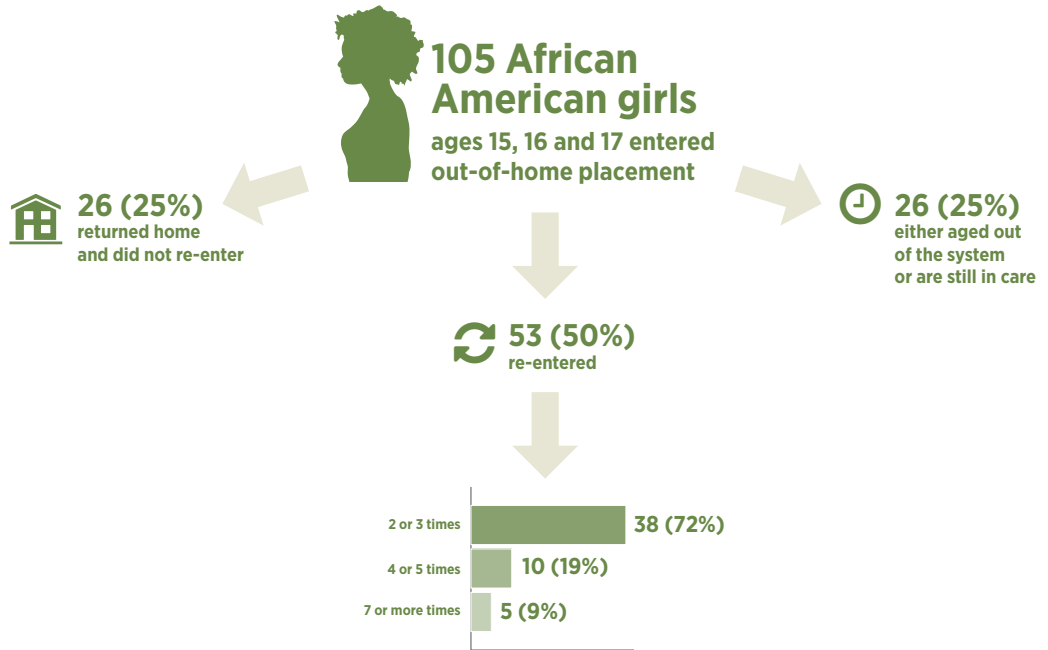 105 African
American girls
ages 15, 16 and 17 entered
out-of-home placement
26 (25%)
returned home
and did not re-enter
26 (25%)
either aged out
of the system
or are still in care
53 (50%)
re-entered
2 or 3 times 38 (72%)
4 or 5 times 10 (19%)
7 or more times 5 (9%)